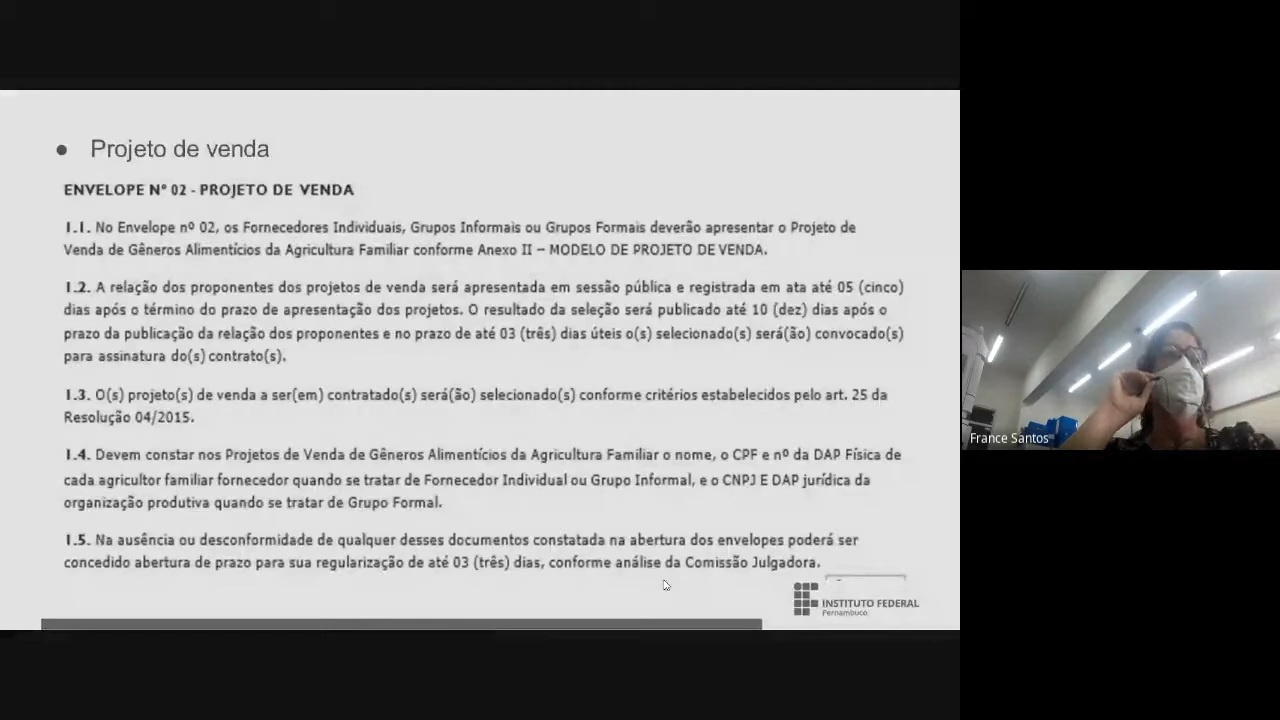 ● Projeto de venda
ENVELOPE Nº 02 - PROJETO DE VENDA
1.1. No Envelope nº 02, os Fornecedores Individuais, Grupos Informais ou Grupos Formais deverão apresentar o Projeto de
Venda de Gêneros Alimentícios da Agricultura Familiar conforme Anexo II – MODELO DE PROJETO DE VENDA.
1.2. A relação dos proponentes dos projetos de venda será apresentada em sessão pública e registrada em ata até 05 (cinco)
dias após o término do prazo de apresentação dos projetos. O resultado da seleção será publicado até 10 (dez) dias após o
prazo da publicação da relação dos proponentes e no prazo de até 03 (três) dias úteis o(s) selecionado(s) será(ão) convocado(s)
para assinatura do(s) contrato(s).
1.3. O(s) projeto(s) de venda a ser(em) contratado(s) será(ão) selecionado(s) conforme critérios estabelecidos pelo art. 25 da
Resolução 04/2015.
1.4. Devem constar nos Projetos de Venda de Gêneros Alimentícios da Agricultura Familiar o nome, o CPF e nº da DAP Física de
cada agricultor familiar fornecedor quando se tratar de Fornecedor Individual ou Grupo Informal, e o CNPJ E DAP jurídica da
organização produtiva quando se tratar de Grupo Formal.
1.5. Na ausência ou desconformidade de qualquer desses documentos constatada na abertura dos envelopes poderá ser
concedido abertura de prazo para sua regularização de até 03 (três) dias, conforme análise da Comissão Julgadora.
INSTITUTO FEDERAL
Pernambuco
France Santos